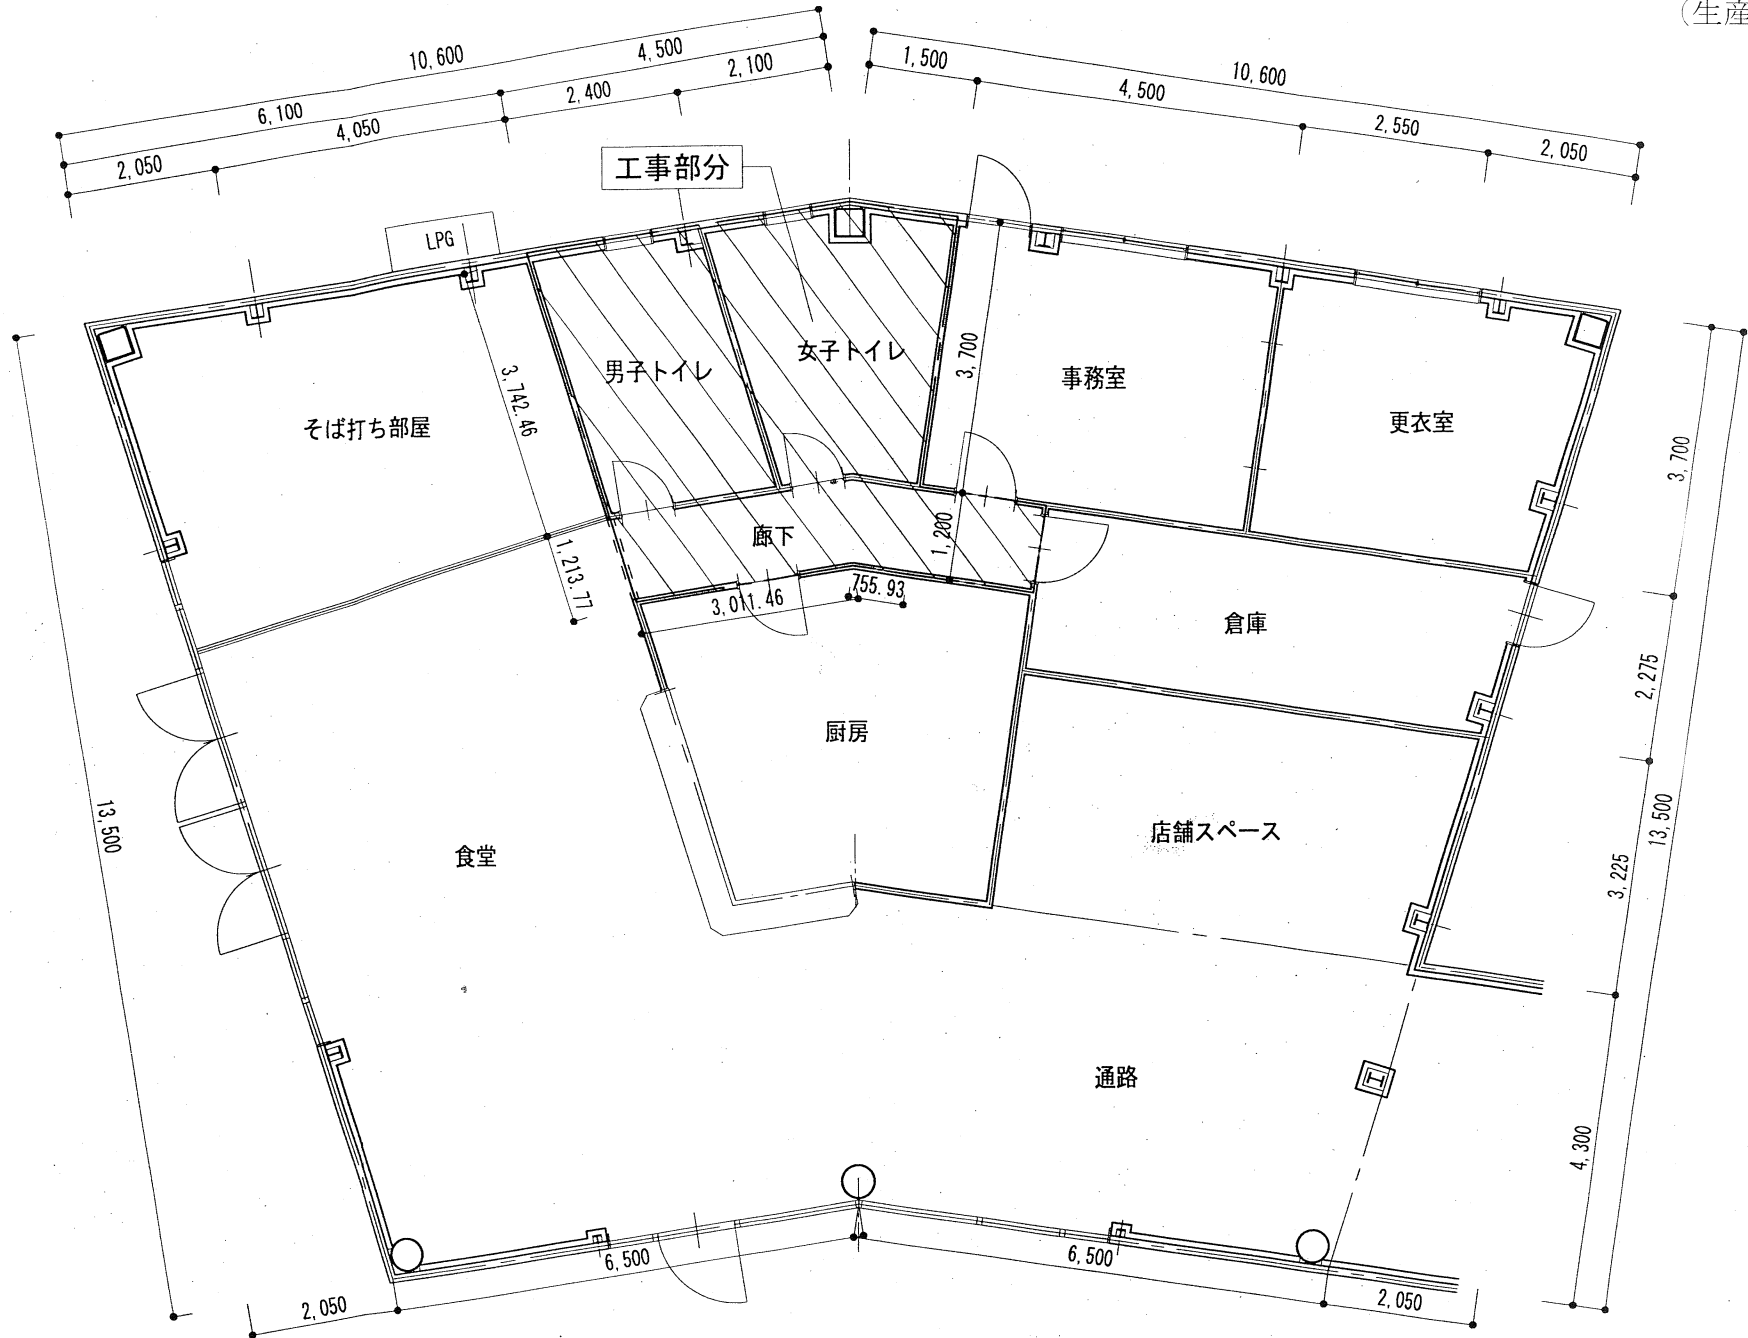 （生産
10,600
4,500
2,100
2,400
6,100
4,050
2,050
1,500
10,600
4,500
2,550
2,050
工事部分
LPG
男子トイレ
女子トイレ
3,700
事務室
更衣室
3,742.46
そば打ち部屋
3,700
廊下
1,200
1,213.77
3,011.46
755.93
倉庫
2,275
厨房
店舗スペース
13,500
13,500
食堂
3,225
通路
4,300
6,500
6,500
2,050
2,050